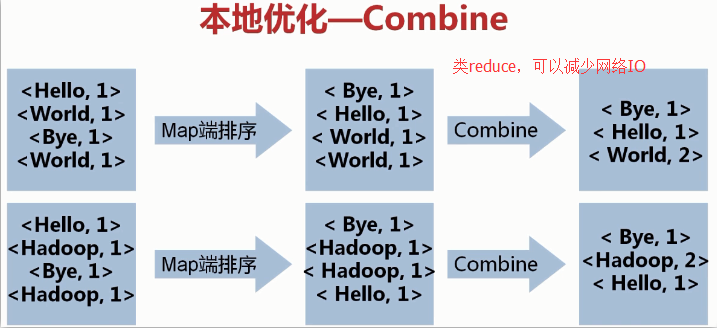 本地优化—Combine
类reduce，可以减少网络IO
<Hello, 1>
<World, 1>
<Bye, 1>
<World, 1>
Map端排序
< Bye, 1>
< Hello, 1>
< World, 1>
<World, 1>
Combine
< Bye, 1>
< Hello, 1>
< World, 2>
<Hello, 1>
<Hadoop, 1>
<Bye, 1>
<Hadoop, 1>
Map端排序
< Bye, 1>
<Hadoop, 1>
< Hadoop, 1>
< Hello, 1>
Combine
< Bye, 1>
<Hadoop, 2>
< Hello, 1>